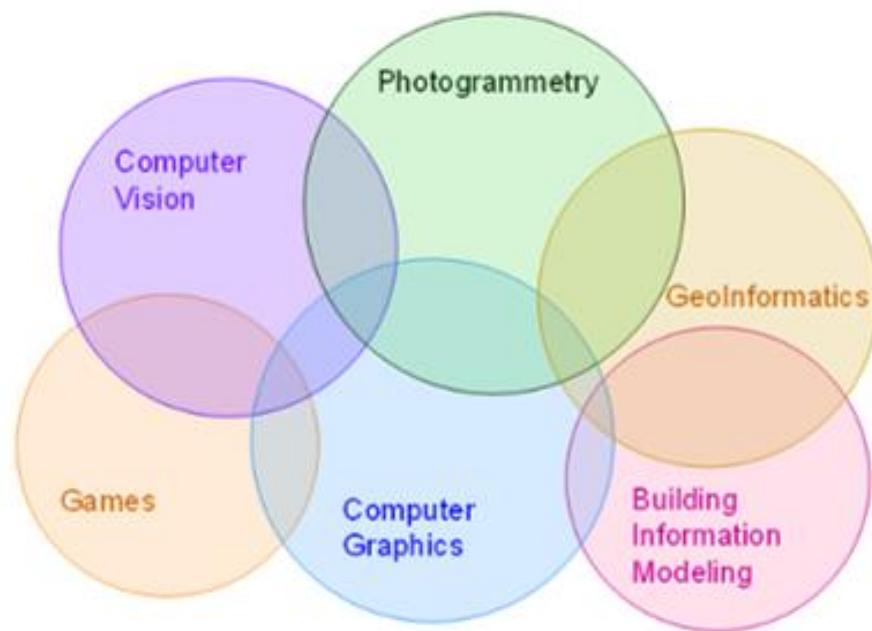 Photogrammetry
Computer
Vision
GeoInformatics
Games
Computer
Graphics
Building
Information
Modeling